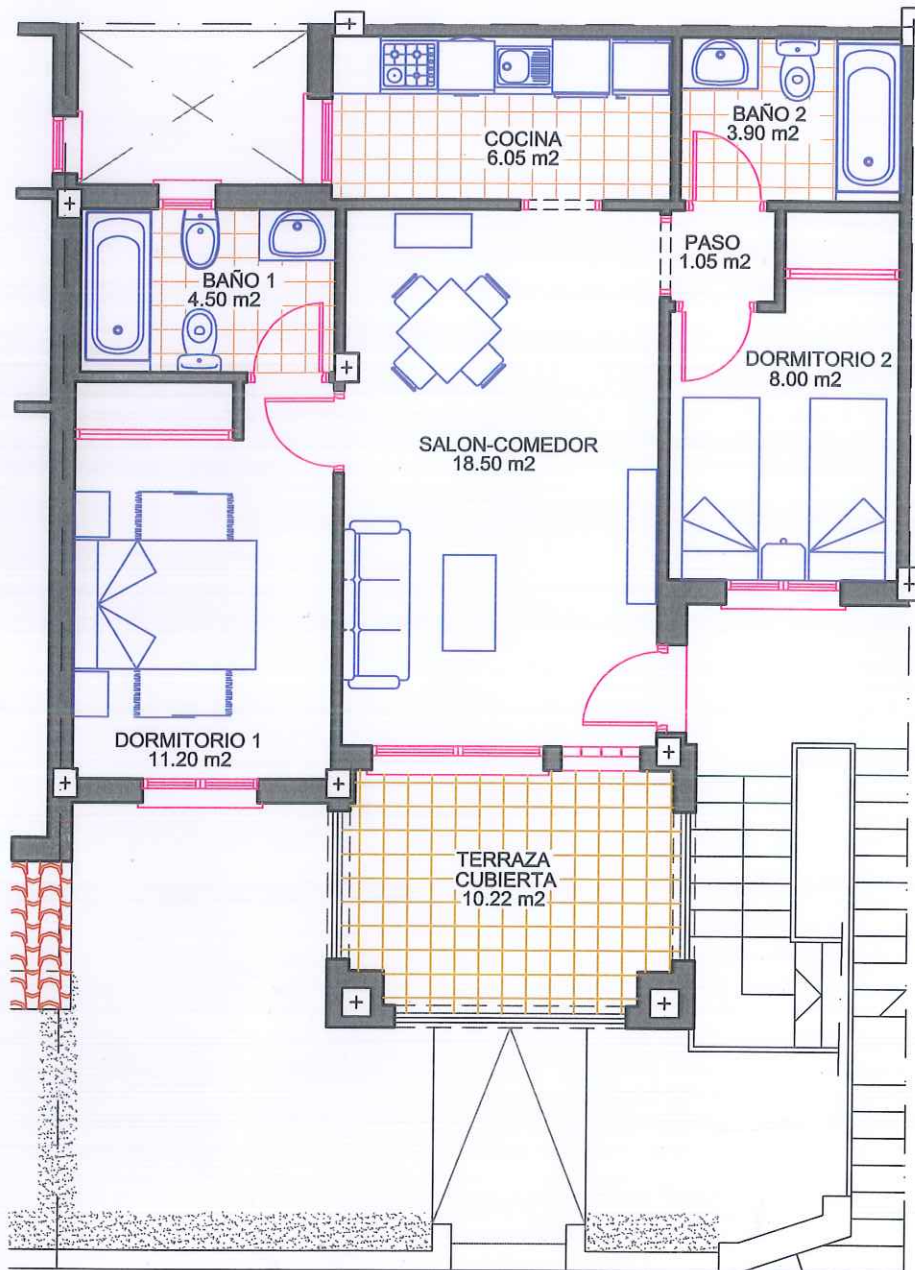 COCINA
6.05 m2
BAÑO 2
3.90 m2
PASO
1.05 m2
BAÑO 1
4.50 m2
DORMITORIO 2
8.00 m2
SALON-COMEDOR
18.50 m2
DORMITORIO 1
11.20 m2
TERRAZA
CUBIERTA
10.22 m2